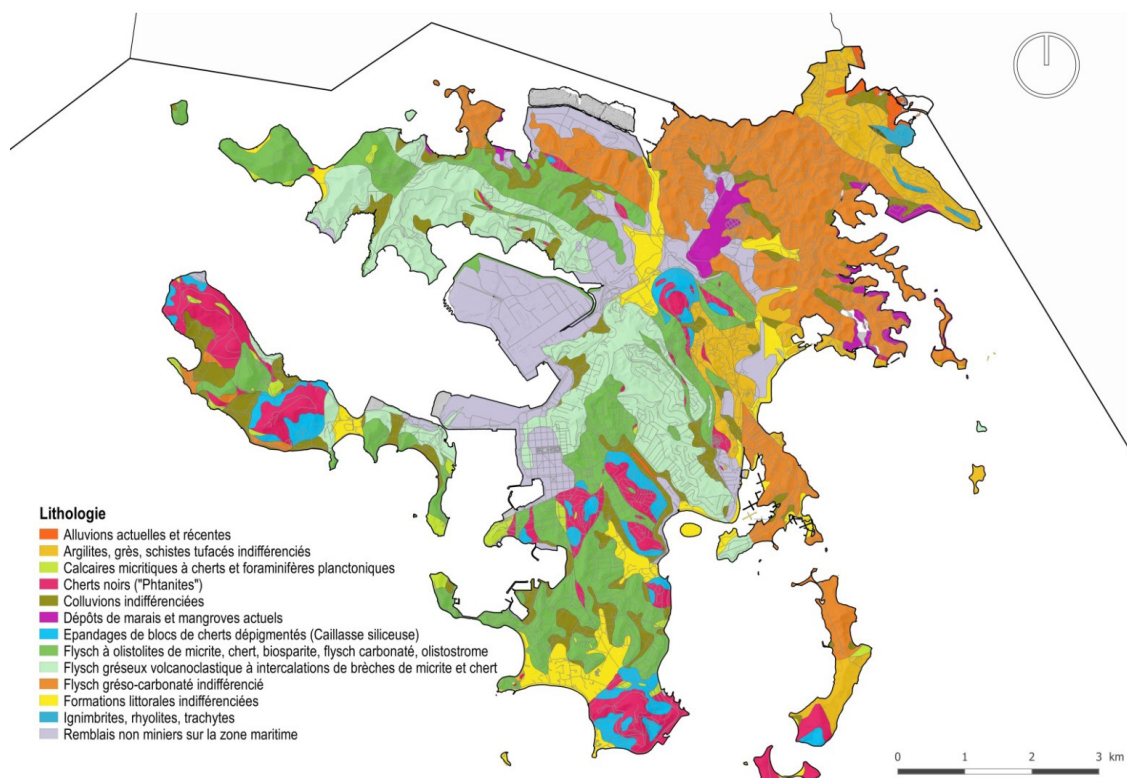 Lithologie
Alluvions actuelles et récentes
Argilites, grès, schistes tufacés indifférenciés
Calcaires micritiques à cherts et foraminifères planctoniques
Cherts noirs ("Phtanites")
Colluvions indifférenciées
Dépôts de marais et mangroves actuels
Epandages de blocs de cherts dépigmentés (Caillasse siliceuse)
Flysch à olistolites de micrite, chert, biosparite, flysch carbonaté, olistostrome
Flysch gréseux volcanoclastique à intercalations de brèches de micrite et chert
Flysch gréso-carbonaté indifférencié
Formations littorales indifférenciées
Ignimbrites, rhyolites, trachytes
Remblais non miniers sur la zone maritime
0 1 2 3 km